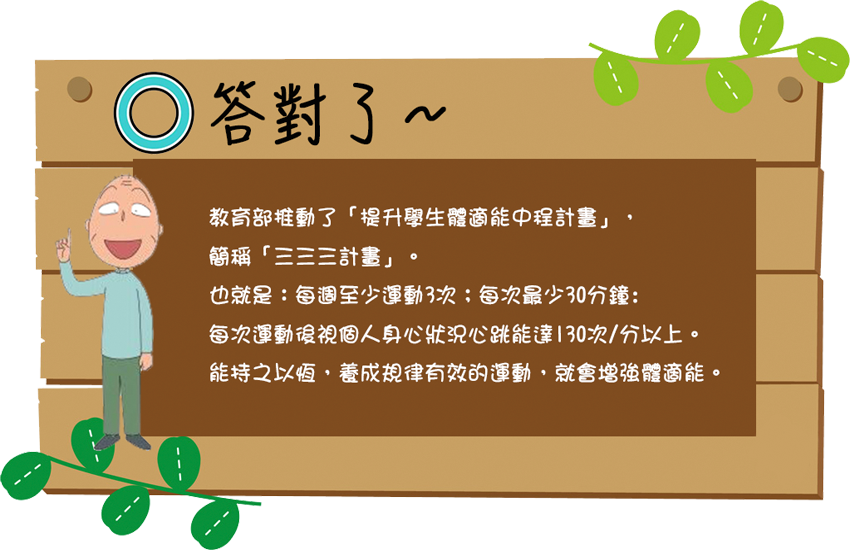 答對了~
教育部推動了「提升學生體適能中程計畫」，
簡稱「三三三計畫」。
也就是：每週至少運動3次；每次最少30分鐘:
每次運動後視個人身心狀況心跳能達130次/分以上。
能持之以恆，養成規律有效的運動，就會增強體適能。